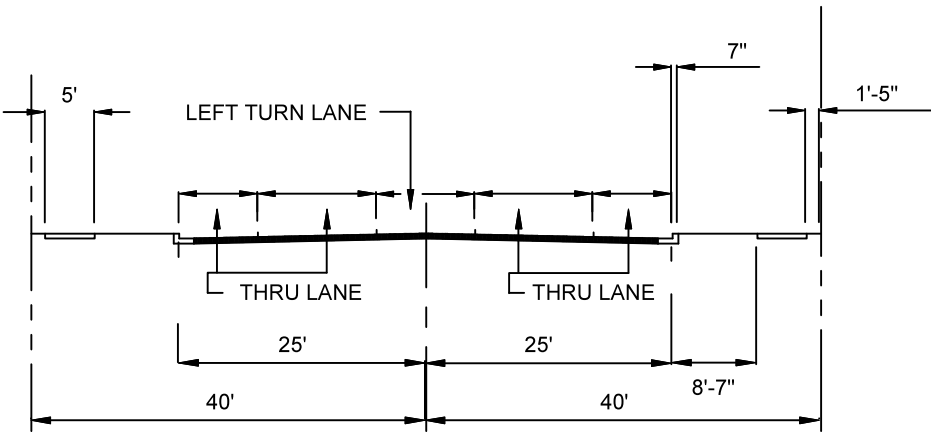 7"
5'
1'-5"
LEFT TURN LANE
THRU LANE
THRU LANE
25'
25'
8'-7"
40'
40'